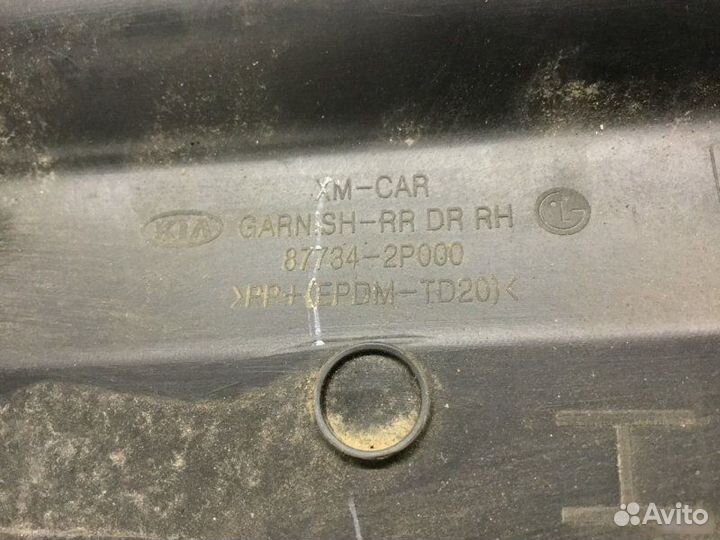 XM-CAR
KIA GARNISH-RR DR RH LG
87734-2P000
>PP+(EPDM-TD20)<
Avito